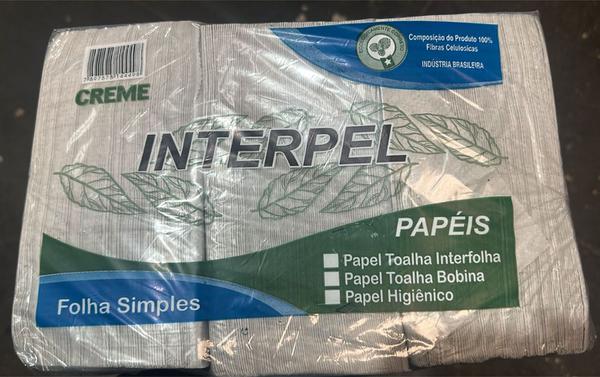 CREME
Composição do Produto 100%
Fibras Celulosicas
INDÚSTRIA BRASILEIRA
INTERPEL
PAPÉIS
Papel Toalha Interfolha
Papel Toalha Bobina
Papel Higiênico
Folha Simples